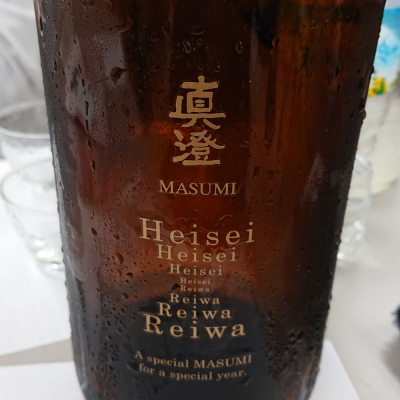 真
澄
MASUMI
Heisei
Heisei
Heisei
Heisei
Reiwa
Reiwa
Reiwa
Reiwa
A special MASUMI
for a special year.